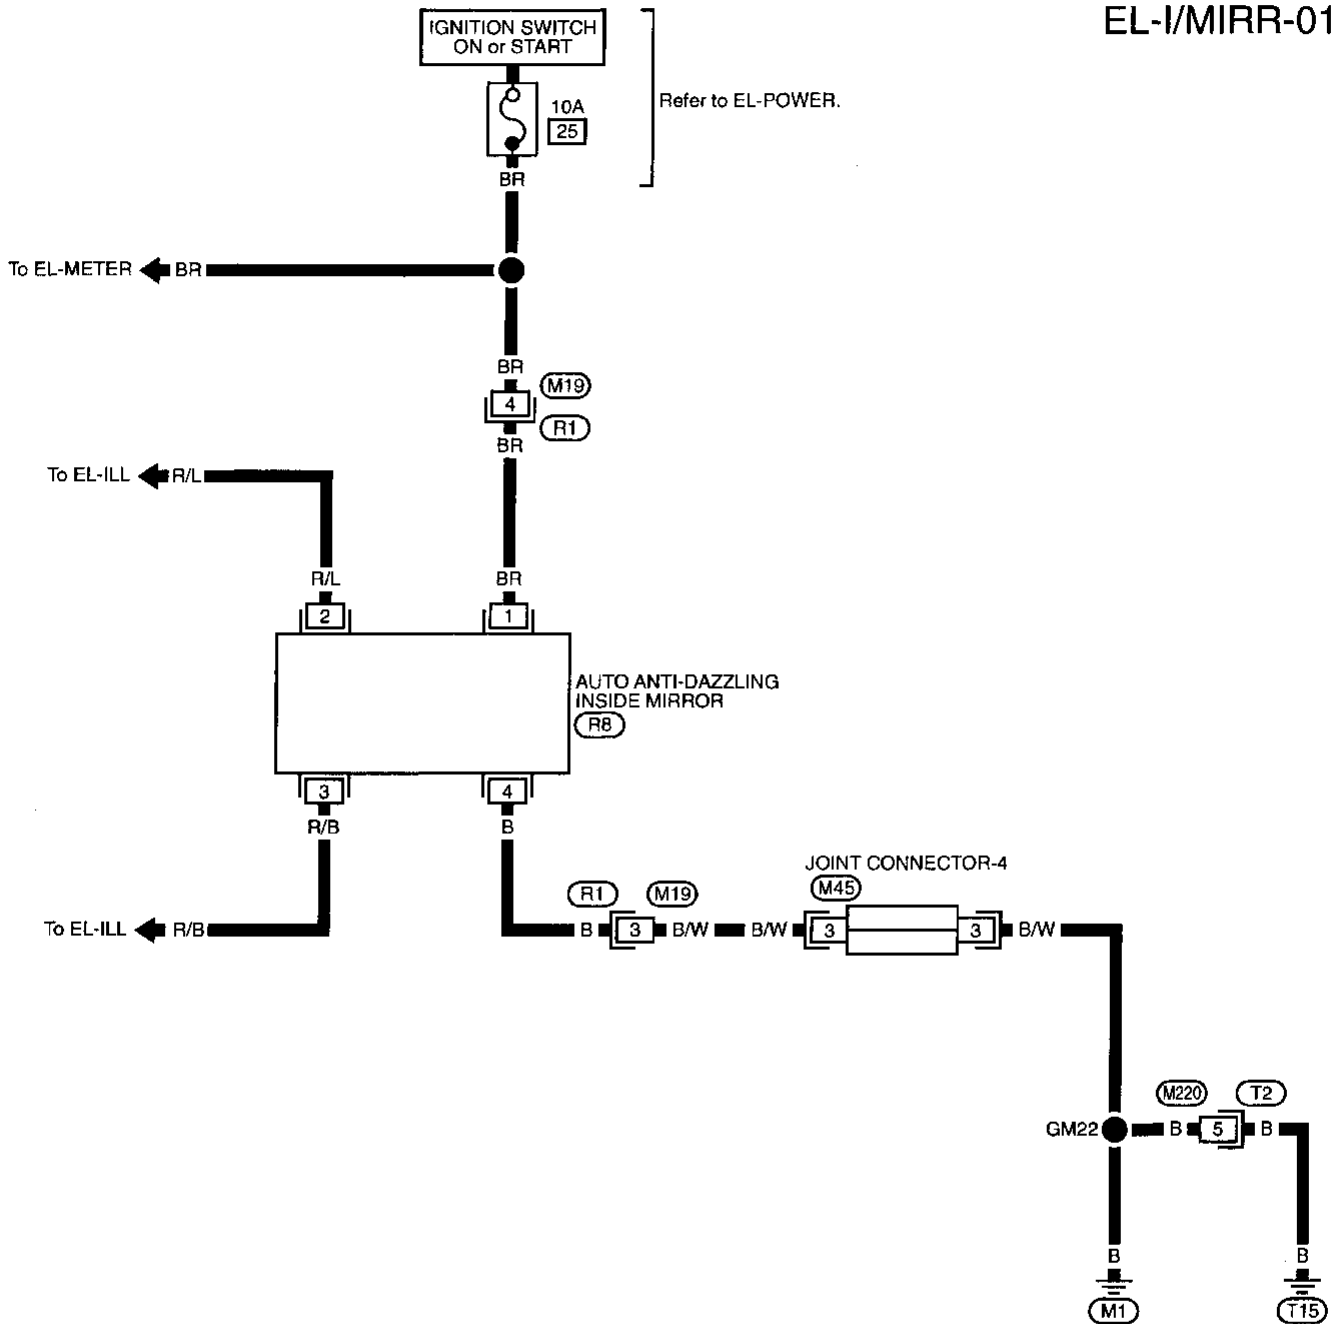 EL-I/MIRR-01
IGNITION SWITCH
ON or START
10A
25
Refer to EL-POWER.
BR
To EL-METER
BR
BR
M19
4
R1
BR
To EL-ILL
R/L
R/L
BR
2
1
AUTO ANTI-DAZZLING
INSIDE MIRROR
R8
3
4
R/B
B
JOINT CONNECTOR-4
R1
M19
M45
To EL-ILL
R/B
B
3
B/W
B/W
3
3
B/W
M220
T2
GM22
B
5
B
B
B
M1
T15